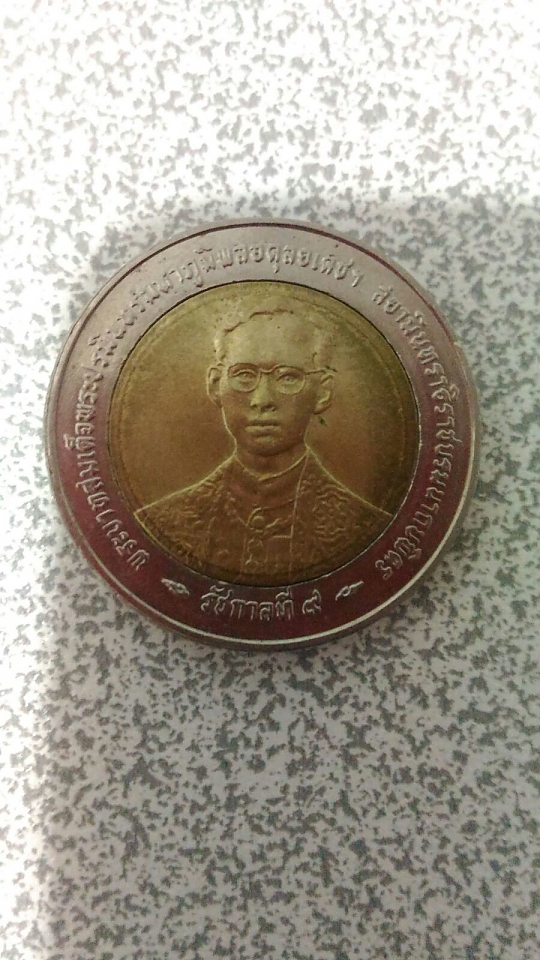 พระบาทสมเด็จพระปรมินทรมหาภูมิพลอดุลยเดชฯ สยามินทราธิราชบรมนาถบพิตร
รัชกาลที่ ๙